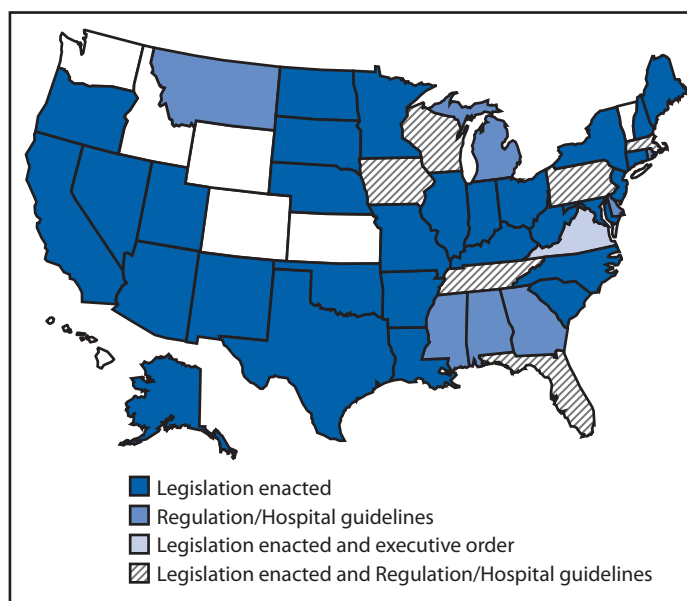 Legislation enacted
Regulation/Hospital guidelines
Legislation enacted and executive order
Legislation enacted and Regulation/Hospital guidelines